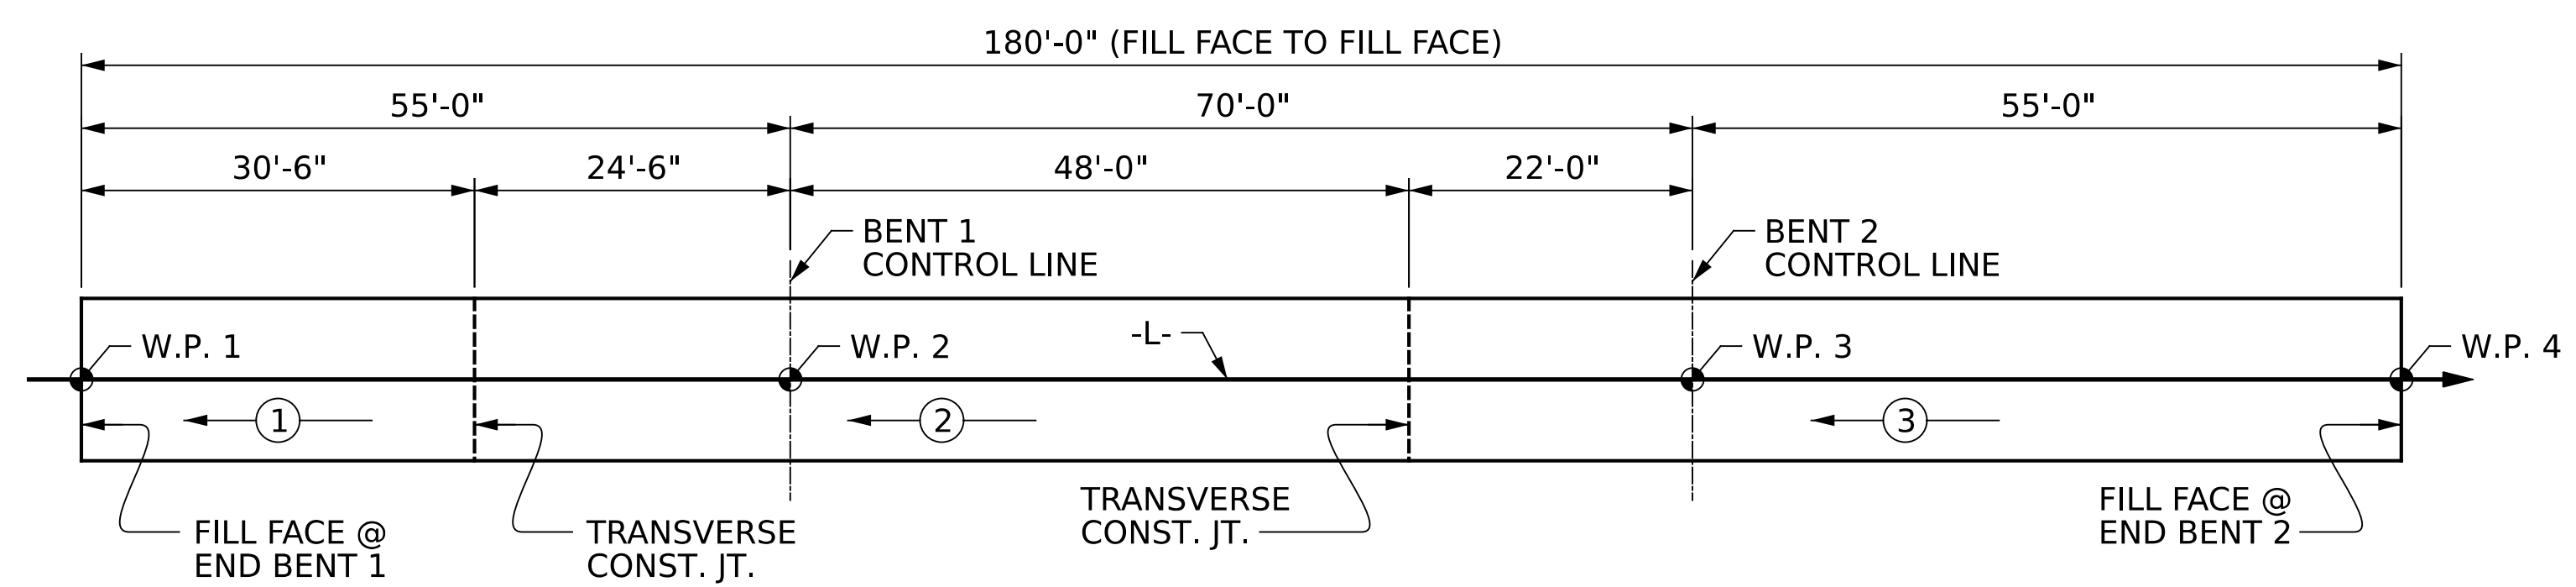 180'-0" (FILL FACE TO FILL FACE)
55'-0"
70'-0"
55'-0"
30'-6"
24'-6"
48'-0"
22'-0"
BENT 1
CONTROL LINE
BENT 2
CONTROL LINE
W.P. 1
W.P. 2
-L-
W.P. 3
W.P. 4
1
2
3
FILL FACE @
END BENT 1
TRANSVERSE
CONST. JT.
TRANSVERSE
CONST. JT.
FILL FACE @
END BENT 2